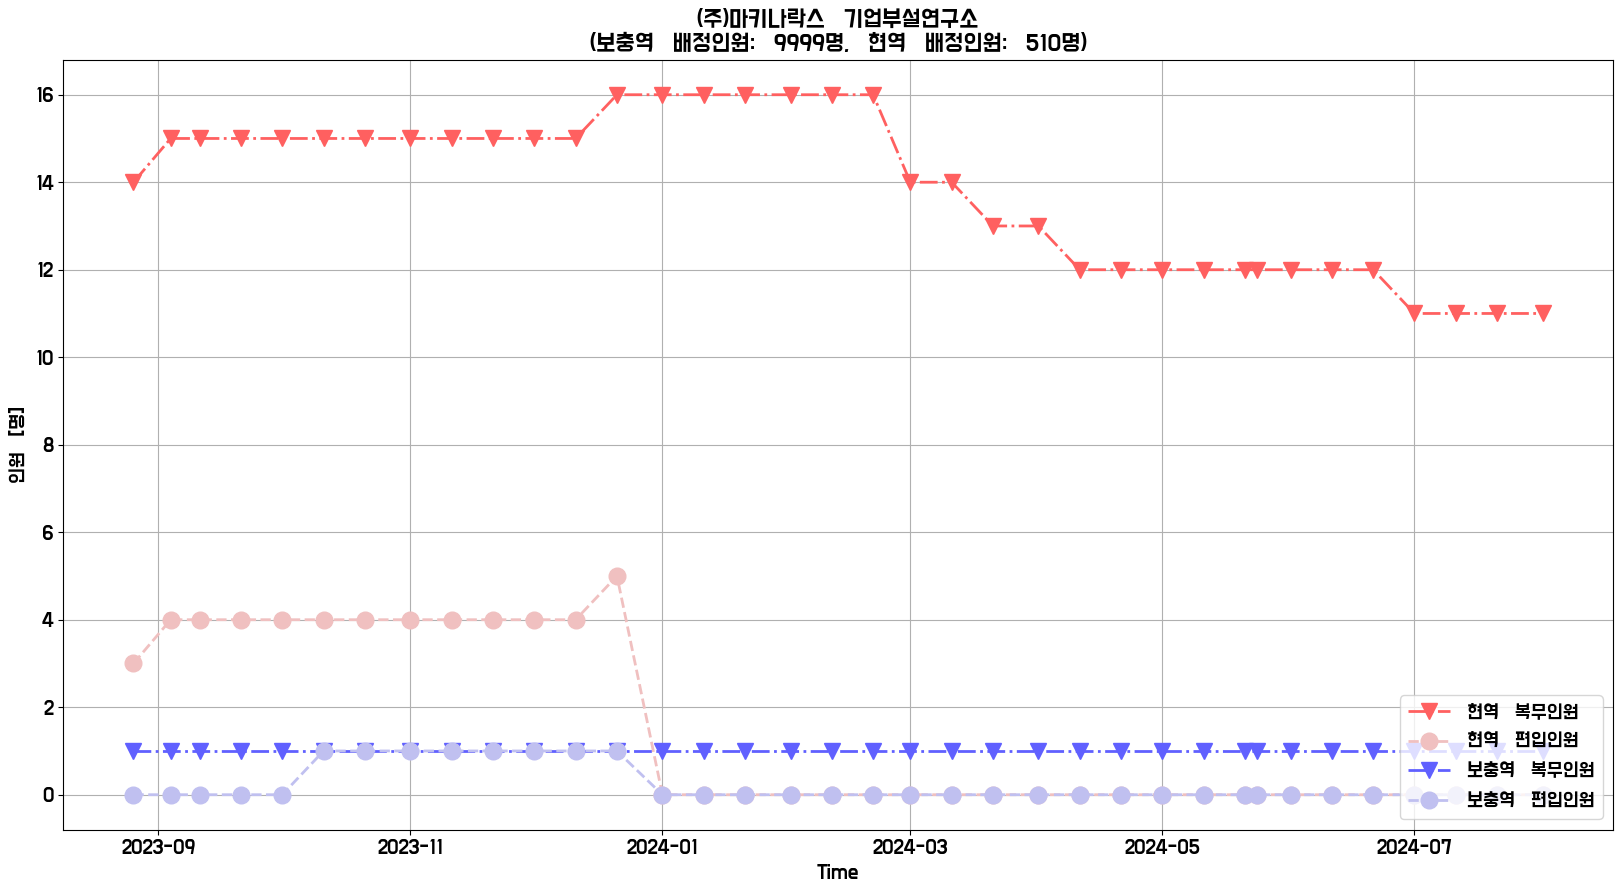 (주)마키나락스 기업부설연구소
(보충역 배정인원: 9999명, 현역 배정인원: 510명)
16
14
12
10
8
6
4
2
0
인원 [명]
2023-09
2023-11
2024-01
2024-03
2024-05
2024-07
Time
현역 복무인원
현역 편입인원
보충역 복무인원
보충역 편입인원